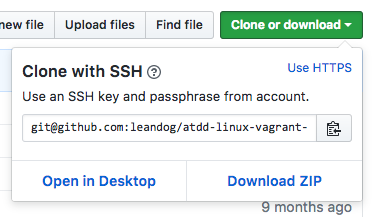 new file Upload files Find file Clone or download
Clone with SSH Use HTTPS
Use an SSH key and passphrase from account.
git@github.com:leandog/atdd-linux-vagrant-
Open in Desktop Download ZIP
9 months ago